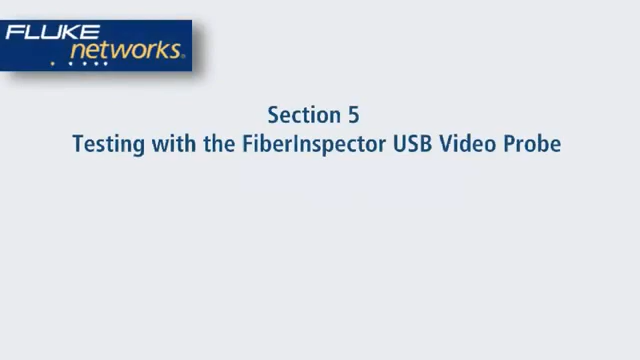 FLUKE
networks®
Section 5
Testing with the FiberInspector USB Video Probe